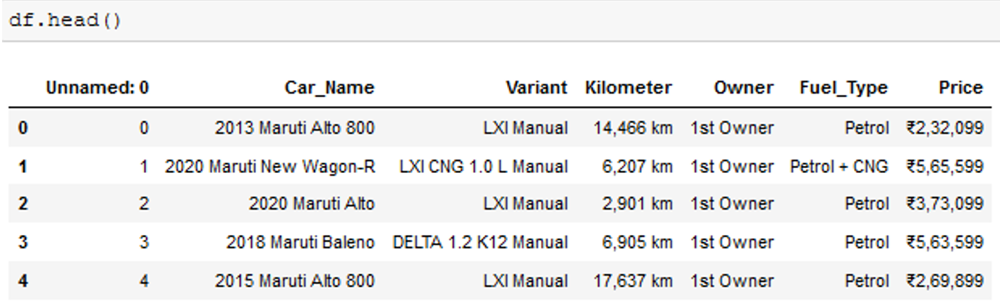 df.head()
Unnamed: 0 Car_Name Variant Kilometer Owner Fuel_Type Price
0 0 2013 Maruti Alto 800 LXI Manual 14,466 km 1st Owner Petrol ₹2,32,099
1 1 2020 Maruti New Wagon-R LXI CNG 1.0 L Manual 6,207 km 1st Owner Petrol + CNG ₹5,65,599
2 2 2020 Maruti Alto LXI Manual 2,901 km 1st Owner Petrol ₹3,73,099
3 3 2018 Maruti Baleno DELTA 1.2 K12 Manual 6,905 km 1st Owner Petrol ₹5,63,599
4 4 2015 Maruti Alto 800 LXI Manual 17,637 km 1st Owner Petrol ₹2,69,899